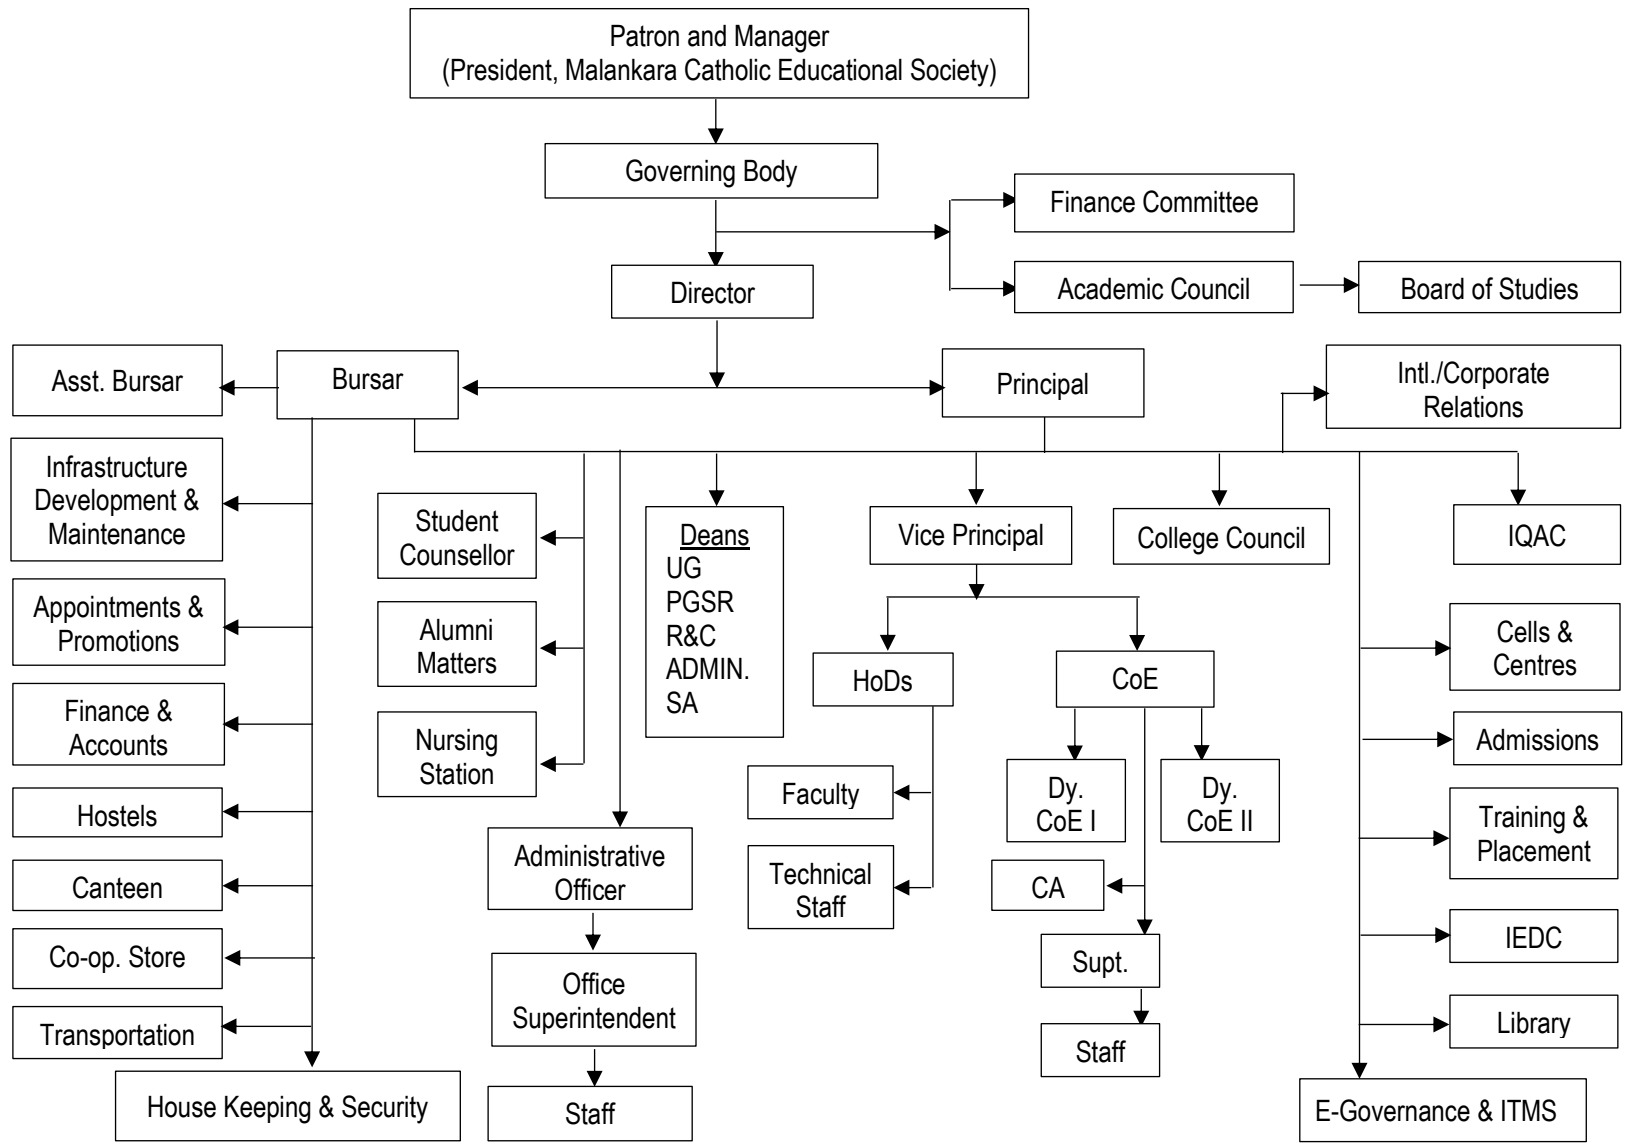 Patron and Manager
(President, Malankara Catholic Educational Society)
Governing Body
Finance Committee
Director
Academic Council
Board of Studies
Asst. Bursar
Bursar
Principal
Intl./Corporate
Relations
Infrastructure
Development &
Maintenance
Appointments &
Promotions
Finance &
Accounts
Hostels
Canteen
Co-op. Store
Transportation
House Keeping & Security
Student
Counsellor
Alumni
Matters
Nursing
Station
Administrative
Officer
Office
Superintendent
Staff
Deans
UG
PGSR
R&C
ADMIN.
SA
Vice Principal
HoDs
Faculty
Technical
Staff
CoE
Dy.
CoE I
Dy.
CoE II
CA
Supt.
Staff
College Council
IQAC
Cells &
Centres
Admissions
Training &
Placement
IEDC
Library
E-Governance & ITMS